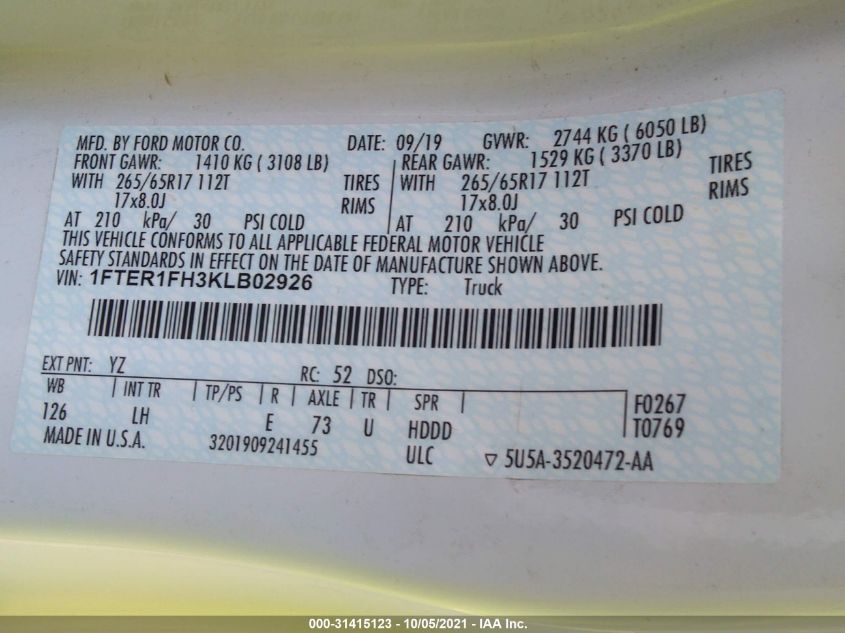 MFD. BY FORD MOTOR CO. DATE: 09/19 GVWR: 2744 KG ( 6050 LB)
FRONT GAWR: 1410 KG ( 3108 LB) REAR GAWR: 1529 KG ( 3370 LB)
WITH 265/65R17 112T TIRES WITH 265/65R17 112T TIRES
17x8.0J RIMS 17x8.0J RIMS
AT 210 kPa/ 30 PSI COLD AT 210 kPa/ 30 PSI COLD
THIS VEHICLE CONFORMS TO ALL APPLICABLE FEDERAL MOTOR VEHICLE
SAFETY STANDARDS IN EFFECT ON THE DATE OF MANUFACTURE SHOWN ABOVE.
VIN: 1FTER1FH3KLB02926 TYPE: Truck
EXT PNT: YZ RC: 52 DSO:
WB INT TR TP/PS R AXLE TR SPR F0267
126 LH E 73 U HDDD T0769
MADE IN U.S.A. 3201909241455 ULC ▽ 5U5A-3520472-AA
000-31415123 - 10/05/2021 - IAA Inc.